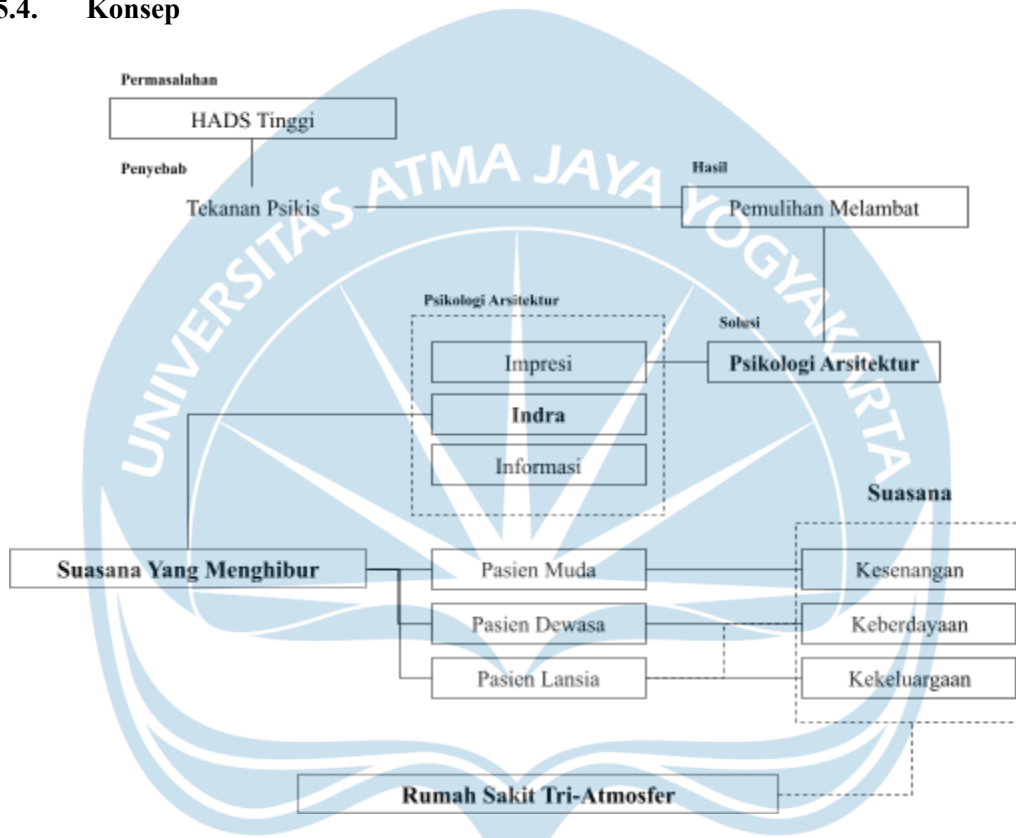 5.4. Konsep
Permasalahan
HADS Tinggi
Penyebab
Tekanan Psikis
Hasil
Pemulihan Melambat
Psikologi Arsitektur
Solusi
Impresi
Psikologi Arsitektur
Indra
Informasi
Suasana
Suasana Yang Menghibur
Pasien Muda
Kesenangan
Pasien Dewasa
Keberdayaan
Pasien Lansia
Kekeluargaan
Rumah Sakit Tri-Atmosfer
UNIVERSITAS ATMA JAYA YOGYAKARTA